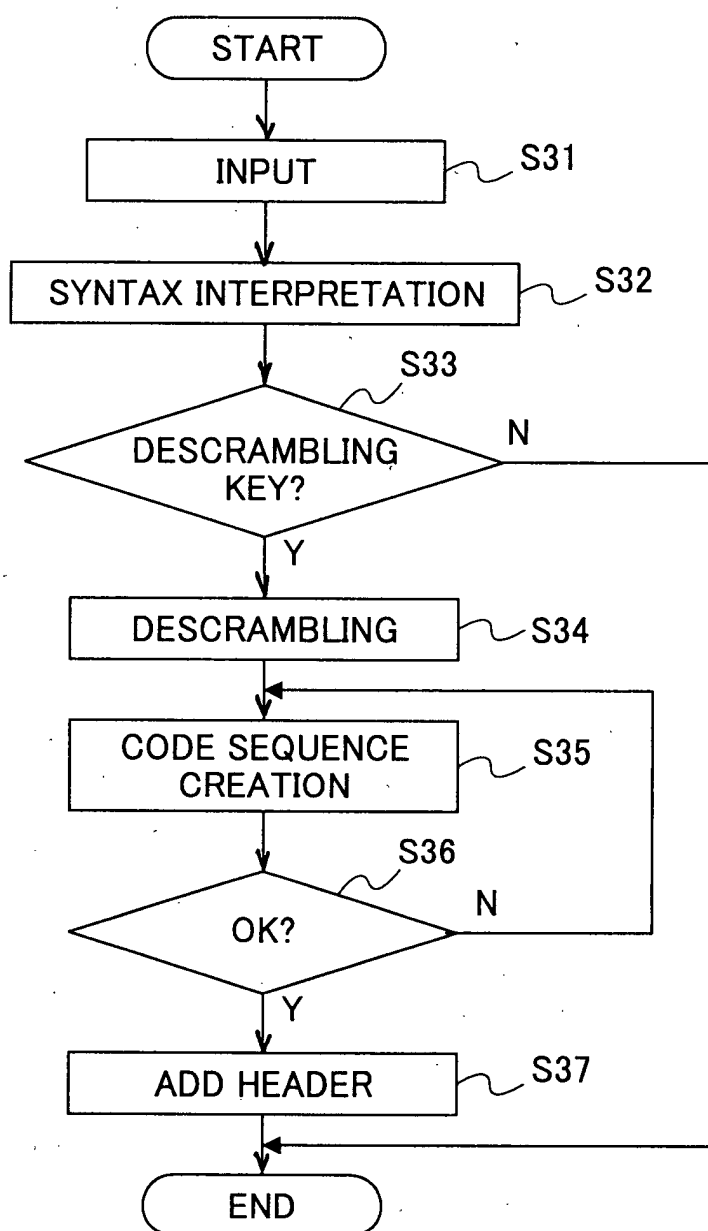 START
INPUT
S31
SYNTAX INTERPRETATION
S32
S33
DESCRAMBLING
KEY?
N
Y
DESCRAMBLING
S34
CODE SEQUENCE
CREATION
S35
S36
OK?
N
Y
ADD HEADER
S37
END